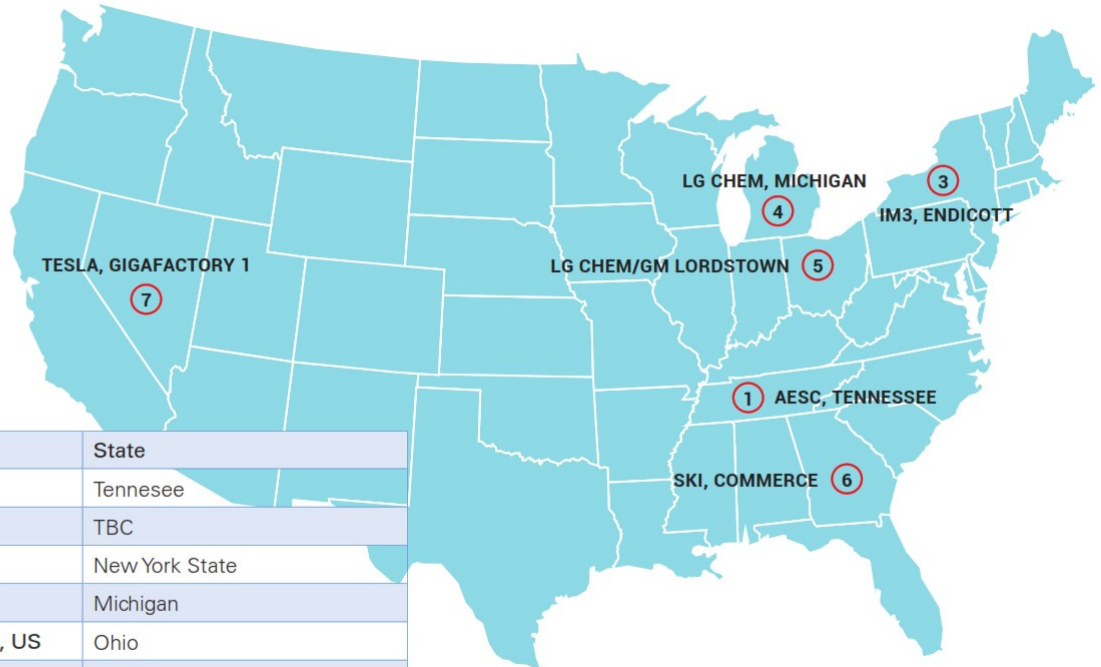 LG CHEM, MICHIGAN
4
3
IM3, ENDICOTT
TESLA, GIGAFACTORY 1
7
LG CHEM/GM LORDSTOWN 5
1 AESC, TENNESSEE
SKI, COMMERCE 6
State
Tennesee
TBC
New York State
Michigan
, US Ohio